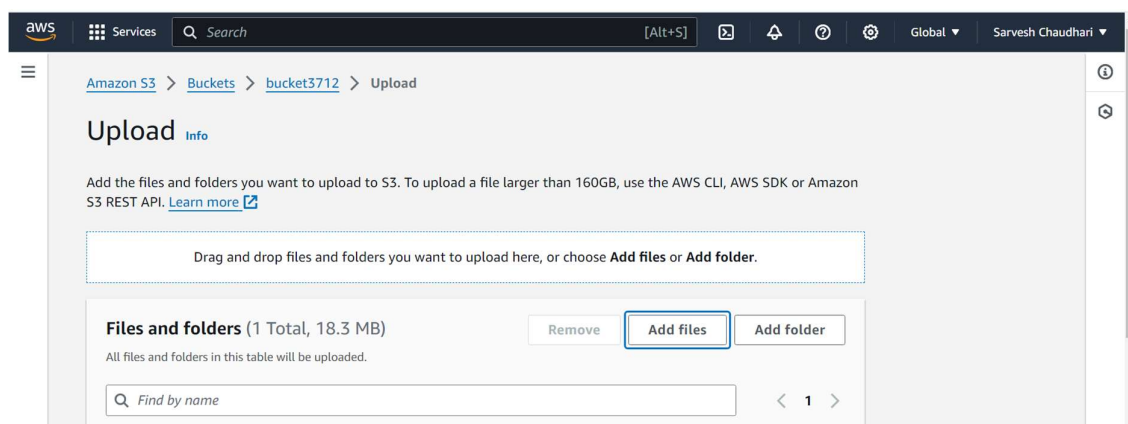 aws Services Search [Alt+S] Global Sarvesh Chaudhari
Amazon S3 > Buckets > bucket3712 > Upload
Upload Info
Add the files and folders you want to upload to S3. To upload a file larger than 160GB, use the AWS CLI, AWS SDK or Amazon
S3 REST API. Learn more
Drag and drop files and folders you want to upload here, or choose Add files or Add folder.
Files and folders (1 Total, 18.3 MB) Remove Add files Add folder
All files and folders in this table will be uploaded.
Find by name < 1 >